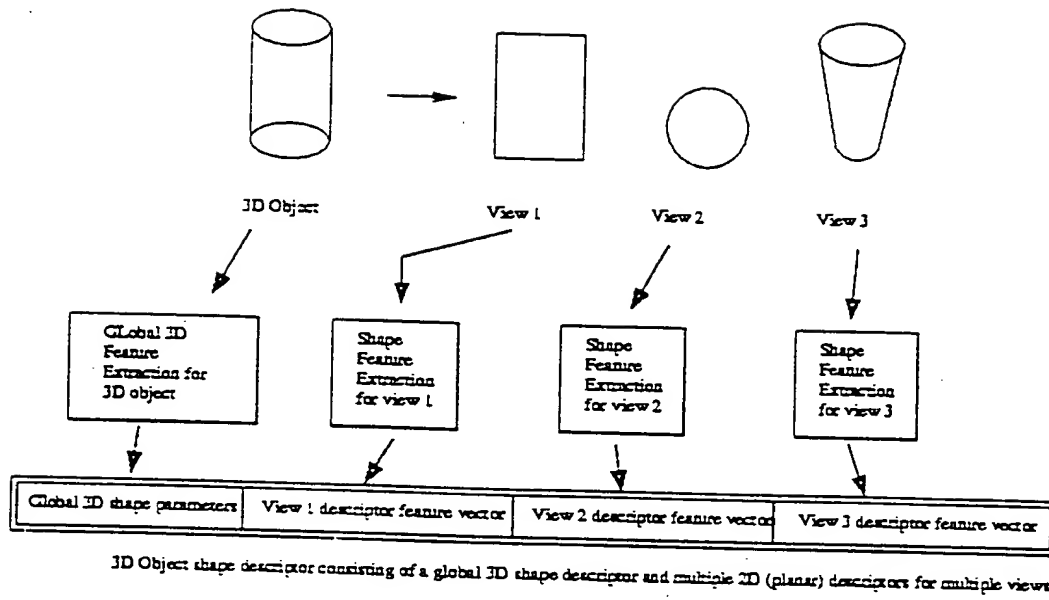 3D Object
View 1
View 2
View 3
GLobal 3D
Feature
Extraction for
3D object
Shape
Feature
Extraction
for view 1
Shape
Feature
Extraction
for view 2
Shape
Feature
Extraction
for view 3
Global 3D shape parameters
View 1 descriptor feature vector
View 2 descriptor feature vector
View 3 descriptor feature vector
3D Object shape descriptor consisting of a global 3D shape descriptor and multiple 2D (planar) descriptors for multiple views